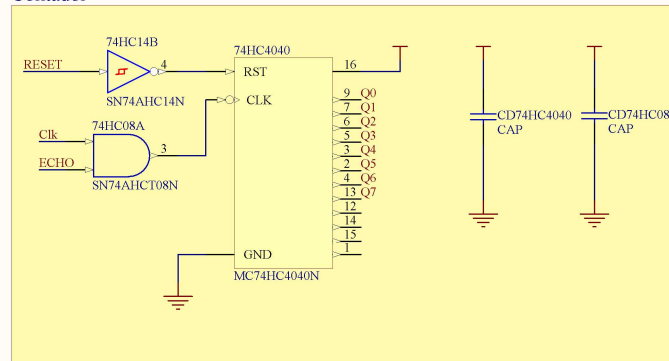 74HC14B
RESET
4
SN74AHC14N
74HC08A
Clk
ECHO
3
SN74AHCT08N
74HC4040
RST
CLK
GND
MC74HC4040N
16
9 Q0
7 Q1
6 Q2
5 Q3
3 Q4
2 Q5
4 Q6
13 Q7
12
14
15
1
CD74HC4040
CAP
CD74HC08
CAP